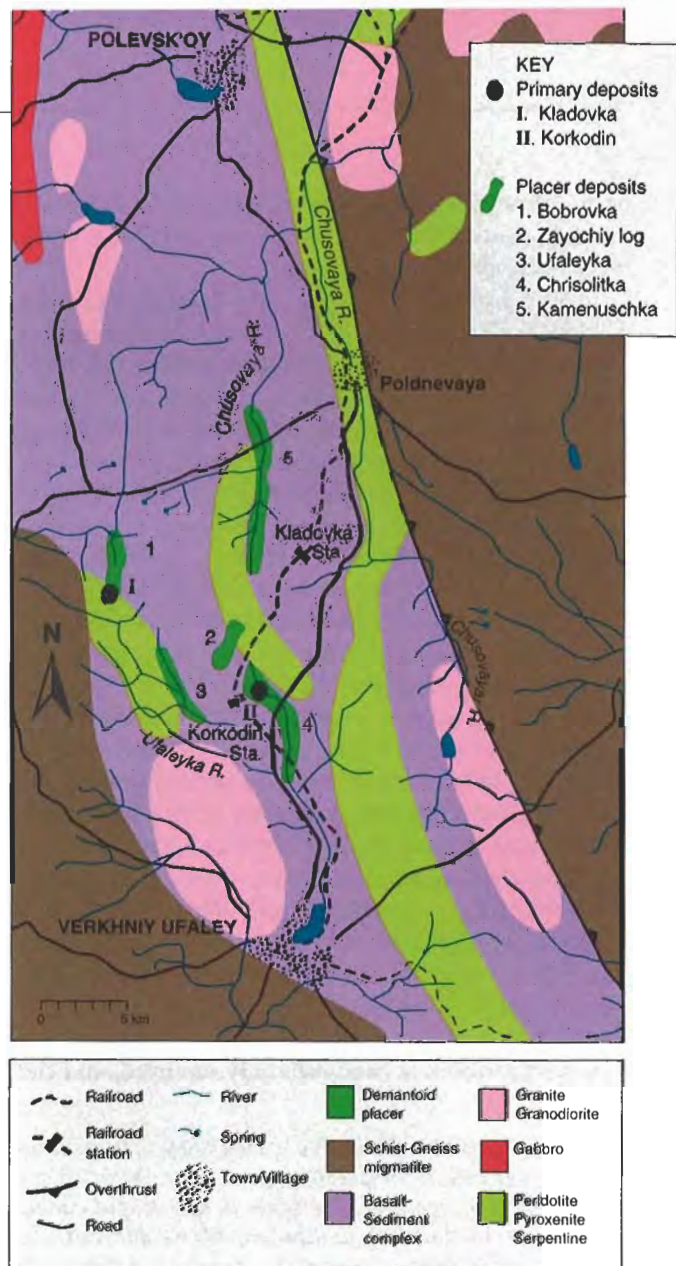 POLEVSK'OY
KEY
Primary deposits
I. Kladovka
II. Korkodin
Placer deposits
1. Bobrovka
2. Zayochiy log
3. Ufaleyka
4. Chrisolitka
5. Kamenuschka
Chusovaya R.
Poldnevaya
Chusovaya R.
5
Kladovka
Sta.
1
I
N
2
Chusovaya R.
3
II
4
Korkodin
Sta.
Ufaleyka R.
VERKHNIY UFALEY
0 5 km
Railroad
Railroad
station
Overthrust
Road
River
Spring
Town/Village
Demantoid
placer
Schist-Gneiss
migmatite
Basalt-
Sediment
complex
Granite
Granodiorite
Gabbro
Peridolite
Pyroxenite
Serpentine